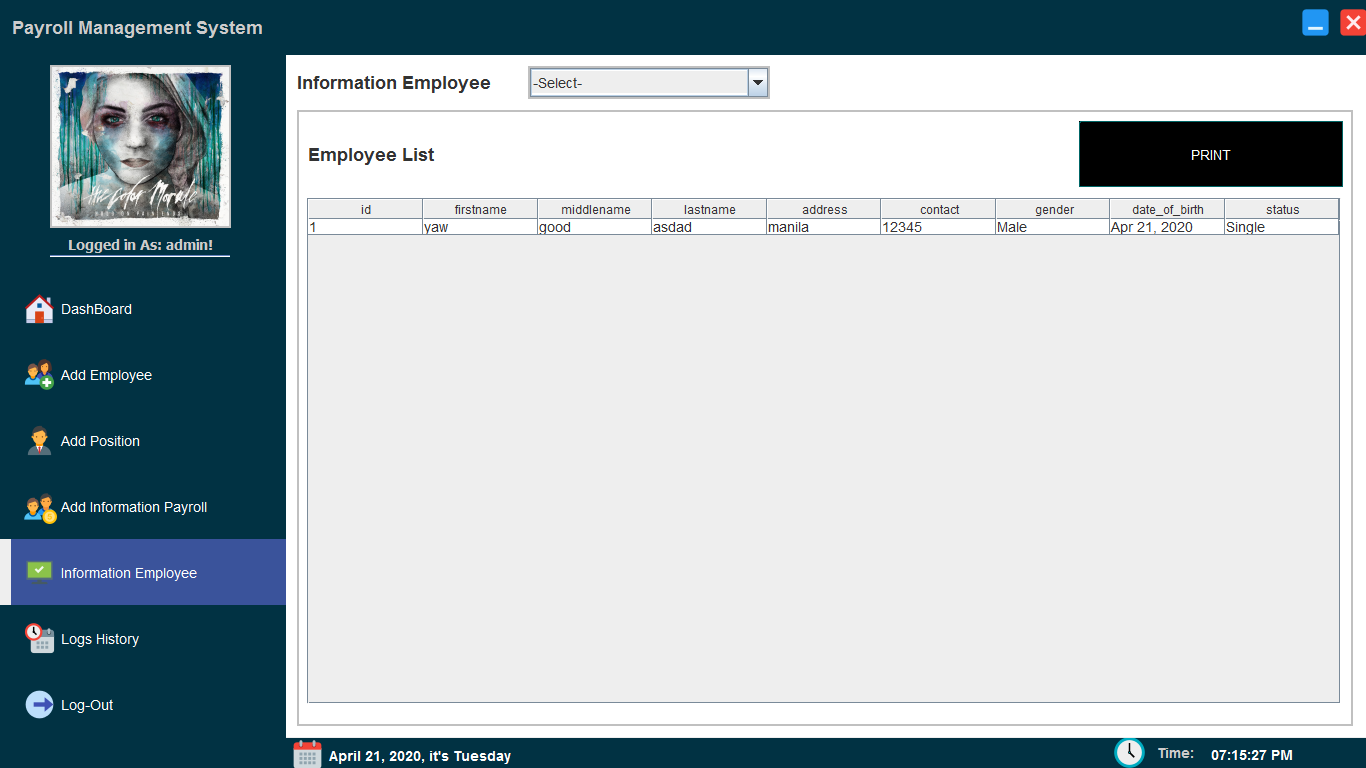 Payroll Management System
His Color Morale
Logged in As: admin!
DashBoard
Add Employee
Add Position
Add Information Payroll
Information Employee
Logs History
Log-Out
Information Employee
-Select-
Employee List
PRINT
id firstname middlename lastname address contact gender date_of_birth status
1 yaw good asdad manila 12345 Male Apr 21, 2020 Single
April 21, 2020, it's Tuesday
Time: 07:15:27 PM